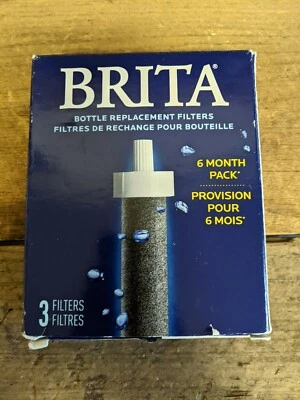 BRITA®
BOTTLE REPLACEMENT FILTERS
FILTRES DE RECHANGE POUR BOUTEILLE
6 MONTH
PACK*
PROVISION
POUR
6 MOIS*
3 FILTERS
FILTRES